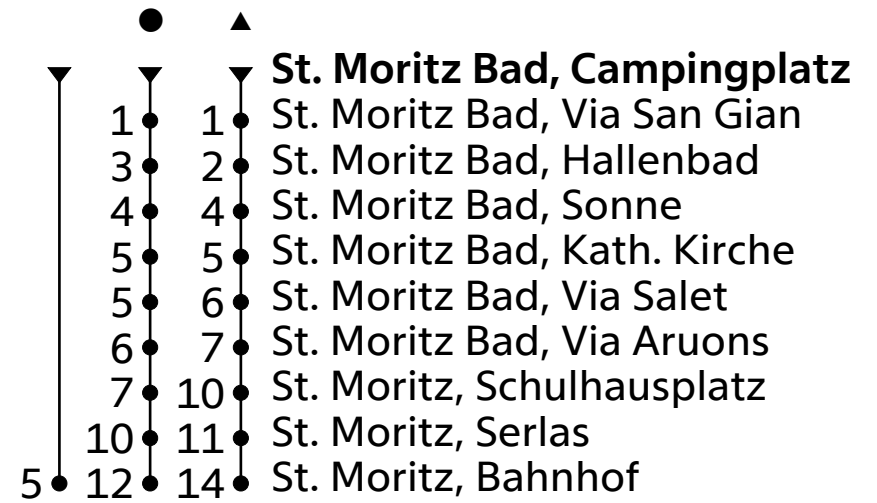 ● ▲
St. Moritz Bad, Campingplatz
1 1 St. Moritz Bad, Via San Gian
3 2 St. Moritz Bad, Hallenbad
4 4 St. Moritz Bad, Sonne
5 5 St. Moritz Bad, Kath. Kirche
5 6 St. Moritz Bad, Via Salet
6 7 St. Moritz Bad, Via Aruons
7 10 St. Moritz, Schulhausplatz
10 11 St. Moritz, Serlas
5 12 14 St. Moritz, Bahnhof